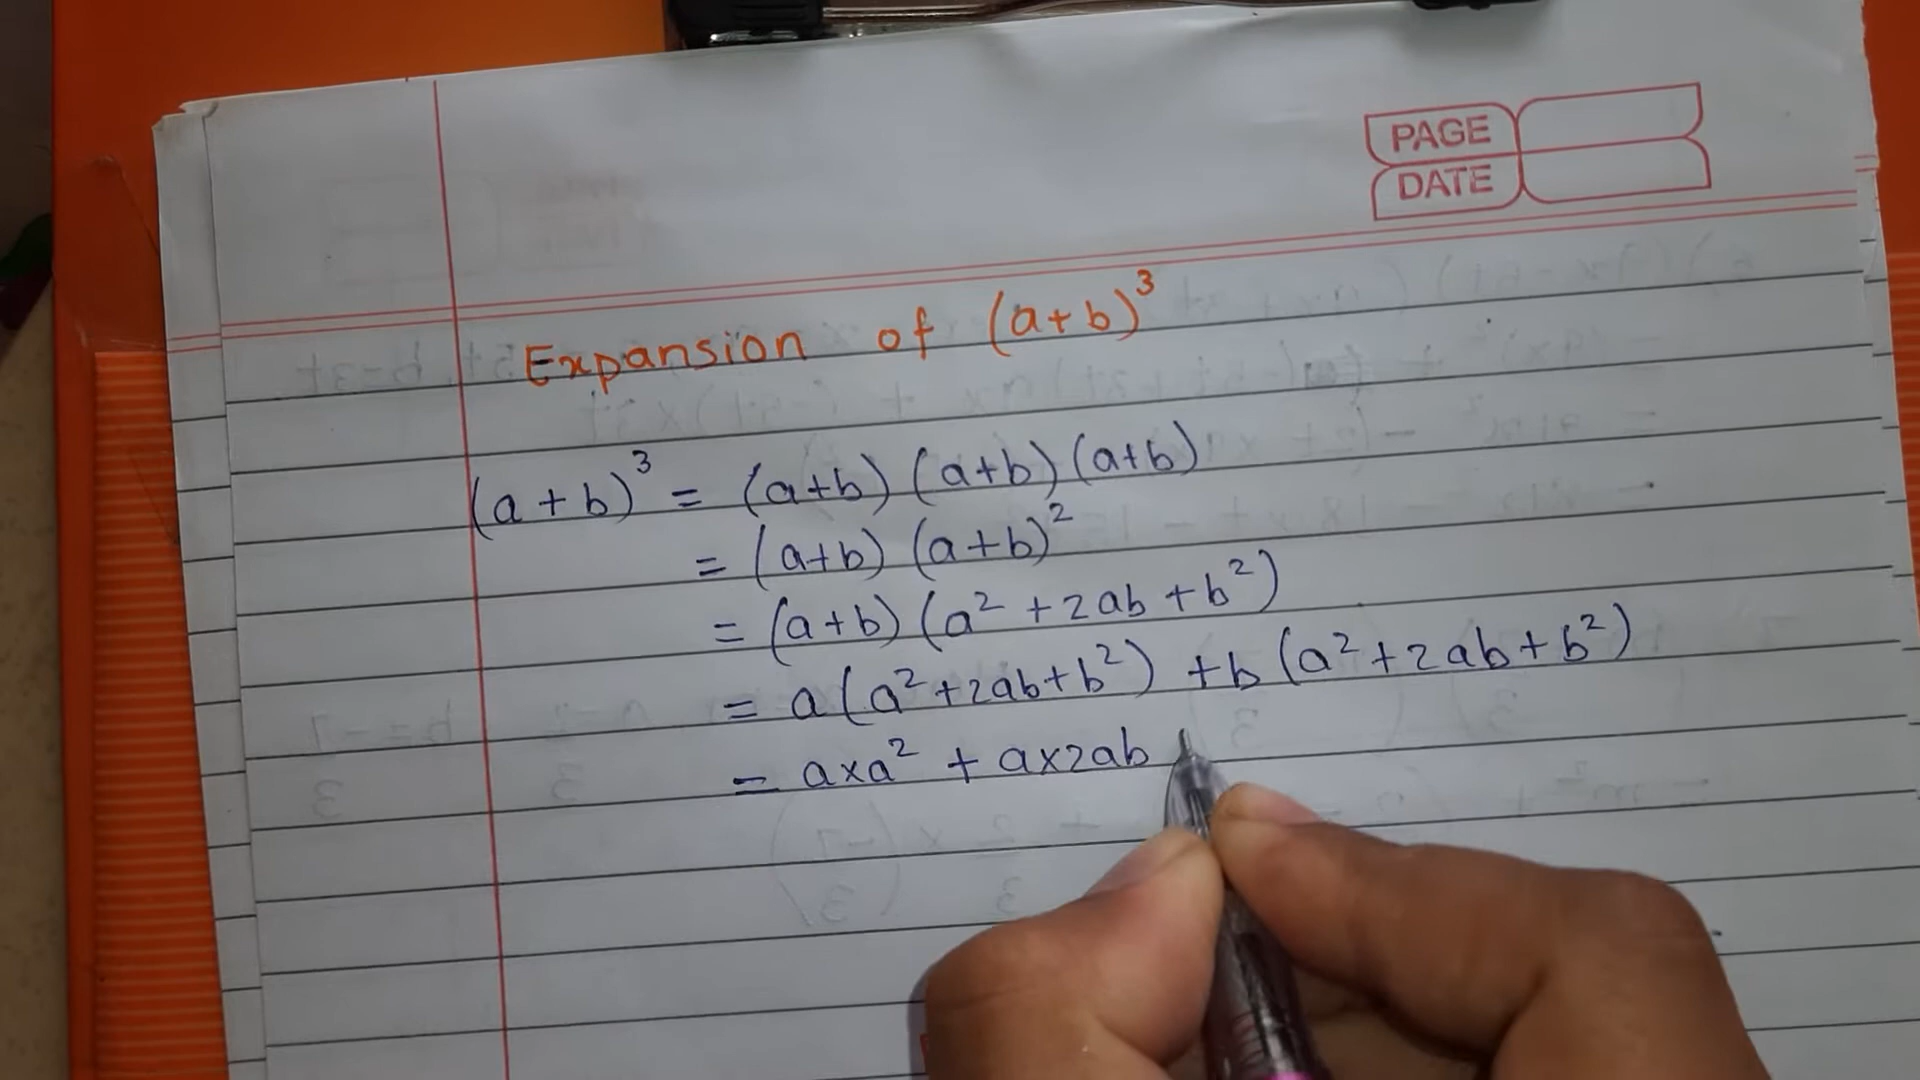 PAGE
DATE
Expansion of (a+b)³
(a+b)³ = (a+b) (a+b) (a+b)
= (a+b) (a+b)²
= (a+b) (a² + 2ab + b²)
= a (a² + 2ab + b²) + b (a² + 2ab + b²)
= a×a² + a×2ab